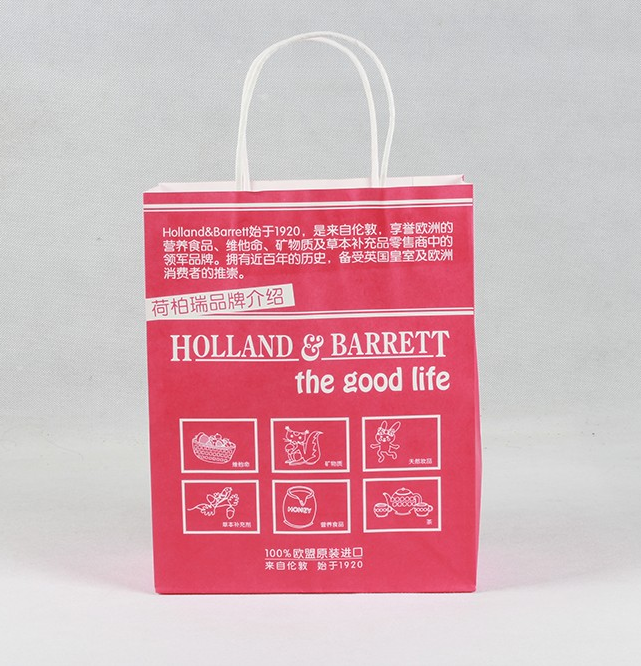 Holland&Barrett始于1920，是来自伦敦，享誉欧洲的
营养食品、维他命、矿物质及草本补充品零售商中的
领军品牌。拥有近百年的历史，备受英国皇室及欧洲
消费者的推崇。
荷柏瑞品牌介绍
HOLLAND & BARRETT
the good life
维他命
矿物质
天然妆品
草本补充剂
HONEY
营养食品
茶
100%欧盟原装进口
来自伦敦 始于1920